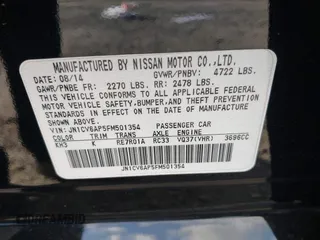 MANUFACTURED BY NISSAN MOTOR CO.,LTD.
DATE: 08/14 GVWR/PNBV: 4722 LBS.
GAWR/PNBE FR: 2270 LBS. RR: 2478 LBS.
THIS VEHICLE CONFORMS TO ALL APPLICABLE FEDERAL MOTOR
VEHICLE SAFETY, BUMPER, AND THEFT PREVENTION
STANDARDS IN EFFECT ON THE DATE OF MANUFACTURE
SHOWN ABOVE.
VIN: JN1CV6AP5FM501354 PASSENGER CAR
COLOR TRIM TRANS AXLE ENGINE
KH3 K RE7R01A RC33 VQ37(VHR) 3696CC
JN1CV6AP5FM501354